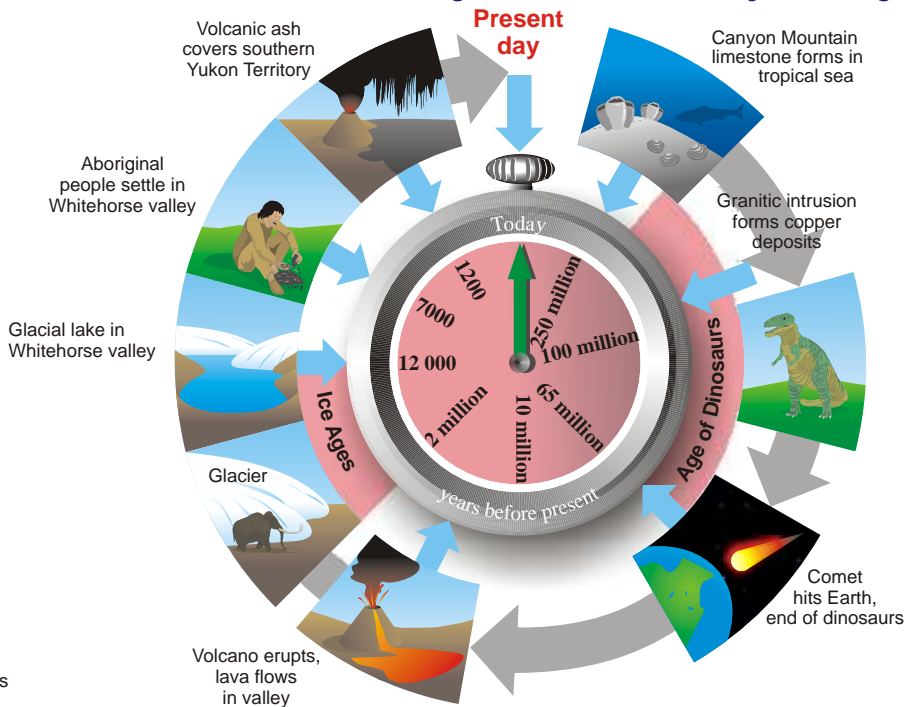 Present
day
Canyon Mountain
limestone forms in
tropical sea
Granitic intrusion
forms copper
deposits
Age of Dinosaurs
Comet
hits Earth,
end of dinosaurs
Volcano erupts,
lava flows
in valley
Glacier
Ice Ages
Glacial lake in
Whitehorse valley
Aboriginal
people settle in
Whitehorse valley
Volcanic ash
covers southern
Yukon Territory
Today
250 million
100 million
65 million
10 million
2 million
12 000
7000
1200
years before present